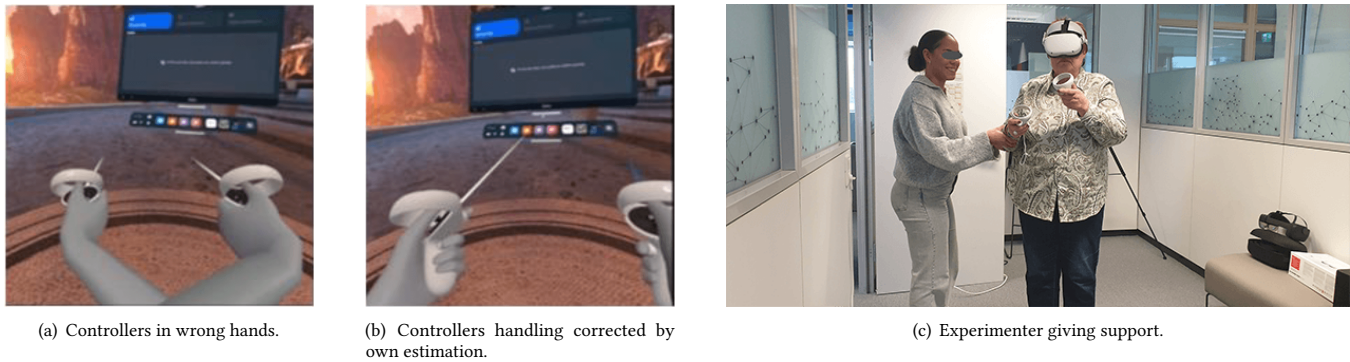 (a) Controllers in wrong hands.
(b) Controllers handling corrected by
own estimation.
(c) Experimenter giving support.